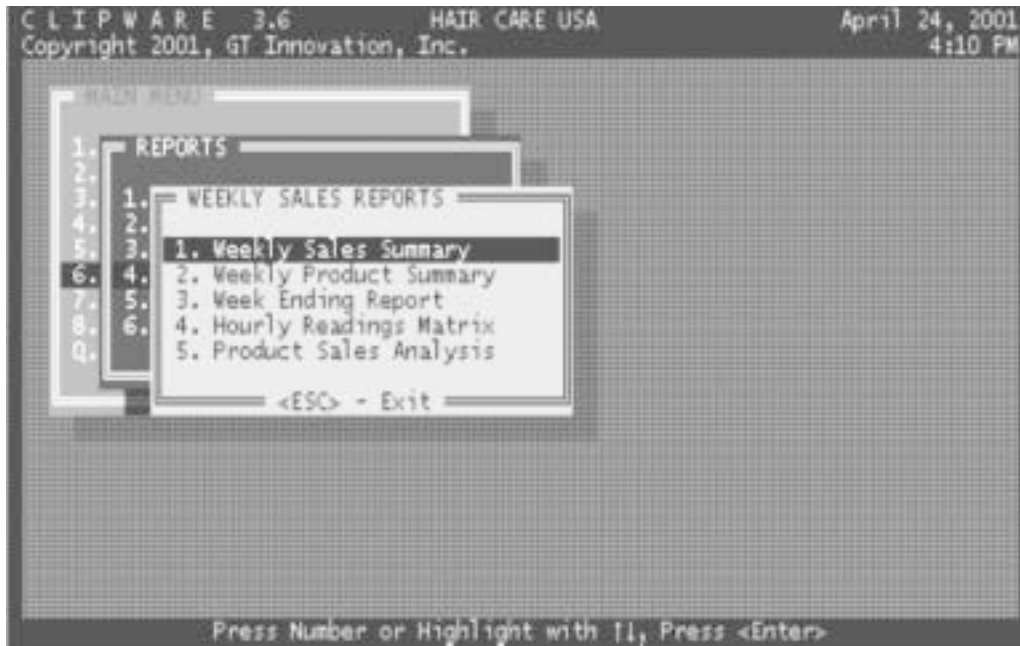 C L I P W A R E 3.6 HAIR CARE USA April 24, 2001
Copyright 2001, GT Innovation, Inc. 4:10 PM
MAIN MENU
1.
2.
3.
4.
5.
6.
7.
8.
Q.
REPORTS
1.
2.
3.
4.
5.
6.
WEEKLY SALES REPORTS
1. Weekly Sales Summary
2. Weekly Product Summary
3. Week Ending Report
4. Hourly Readings Matrix
5. Product Sales Analysis
<ESC> - Exit
Press Number or Highlight with ↑↓, Press <Enter>